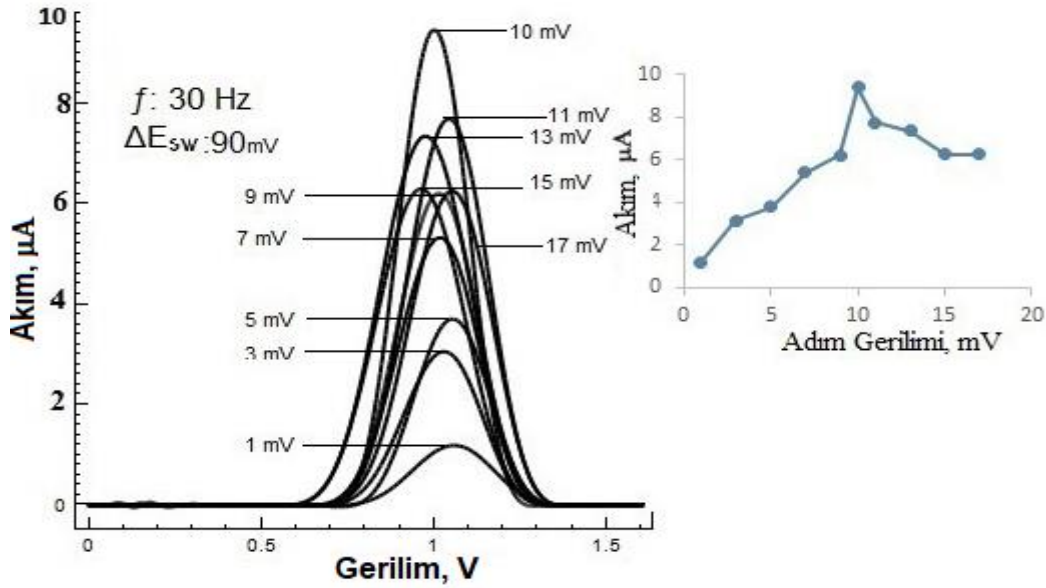 10
8
6
4
2
0
Akım, µA
0
0.5
1
1.5
Gerilim, V
f: 30 Hz
ΔEsw:90mV
10 mV
11 mV
13 mV
15 mV
9 mV
7 mV
17 mV
5 mV
3 mV
1 mV
10
8
6
4
2
0
Akım, µA
0
5
10
15
20
Adım Gerilimi, mV